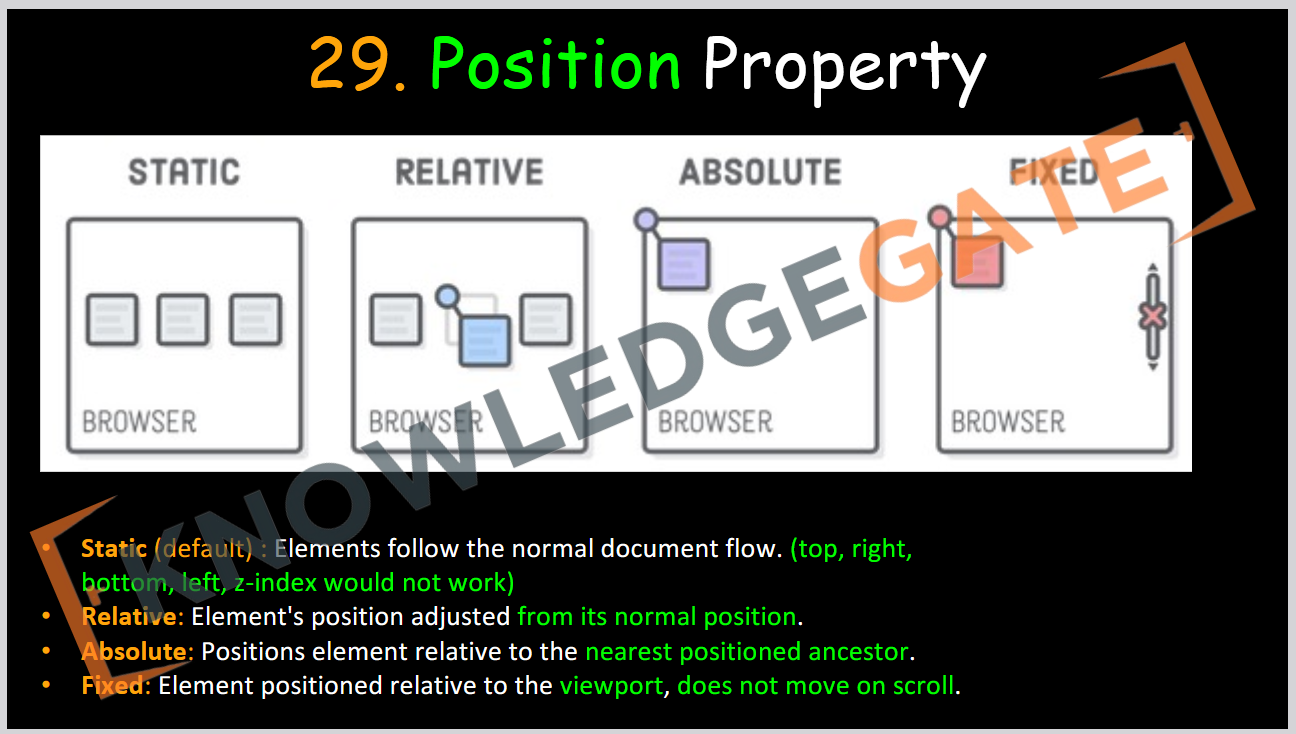 29. Position Property
STATIC RELATIVE ABSOLUTE FIXED
BROWSER BROWSER BROWSER BROWSER
KNOWLEDGEGATE
• Static (default) : Elements follow the normal document flow. (top, right,
bottom, left, z-index would not work)
• Relative: Element's position adjusted from its normal position.
• Absolute: Positions element relative to the nearest positioned ancestor.
• Fixed: Element positioned relative to the viewport, does not move on scroll.